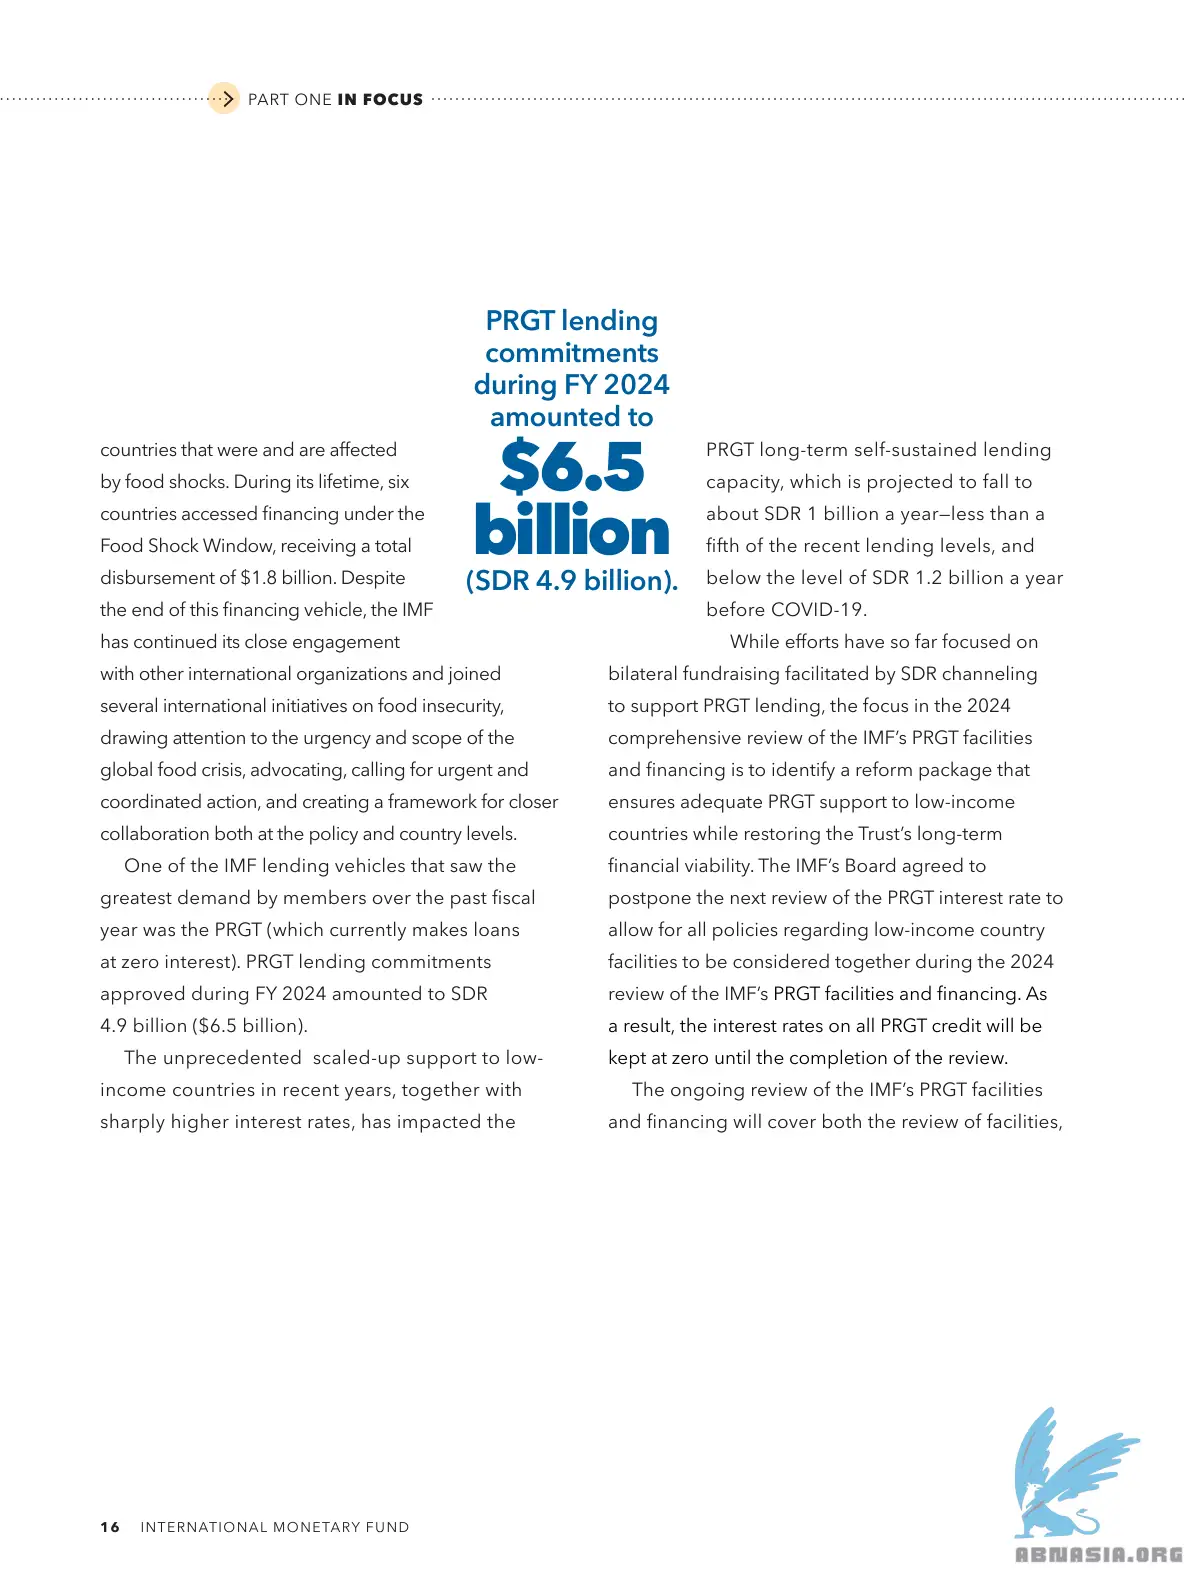 PART ONE IN FOCUS
PRGT lending
commitments
during FY 2024
amounted to
$6.5
billion
(SDR 4.9 billion).
countries that were and are affected
by food shocks. During its lifetime, six
countries accessed financing under the
Food Shock Window, receiving a total
disbursement of $1.8 billion. Despite
the end of this financing vehicle, the IMF
has continued its close engagement
with other international organizations and joined
several international initiatives on food insecurity,
drawing attention to the urgency and scope of the
global food crisis, advocating, calling for urgent and
coordinated action, and creating a framework for closer
collaboration both at the policy and country levels.
One of the IMF lending vehicles that saw the
greatest demand by members over the past fiscal
year was the PRGT (which currently makes loans
at zero interest). PRGT lending commitments
approved during FY 2024 amounted to SDR
4.9 billion ($6.5 billion).
The unprecedented scaled-up support to low-
income countries in recent years, together with
sharply higher interest rates, has impacted the
PRGT long-term self-sustained lending
capacity, which is projected to fall to
about SDR 1 billion a year—less than a
fifth of the recent lending levels, and
below the level of SDR 1.2 billion a year
before COVID-19.
While efforts have so far focused on
bilateral fundraising facilitated by SDR channeling
to support PRGT lending, the focus in the 2024
comprehensive review of the IMF’s PRGT facilities
and financing is to identify a reform package that
ensures adequate PRGT support to low-income
countries while restoring the Trust’s long-term
financial viability. The IMF’s Board agreed to
postpone the next review of the PRGT interest rate to
allow for all policies regarding low-income country
facilities to be considered together during the 2024
review of the IMF’s PRGT facilities and financing. As
a result, the interest rates on all PRGT credit will be
kept at zero until the completion of the review.
The ongoing review of the IMF’s PRGT facilities
and financing will cover both the review of facilities,
16 INTERNATIONAL MONETARY FUND
ABNASIA.ORG